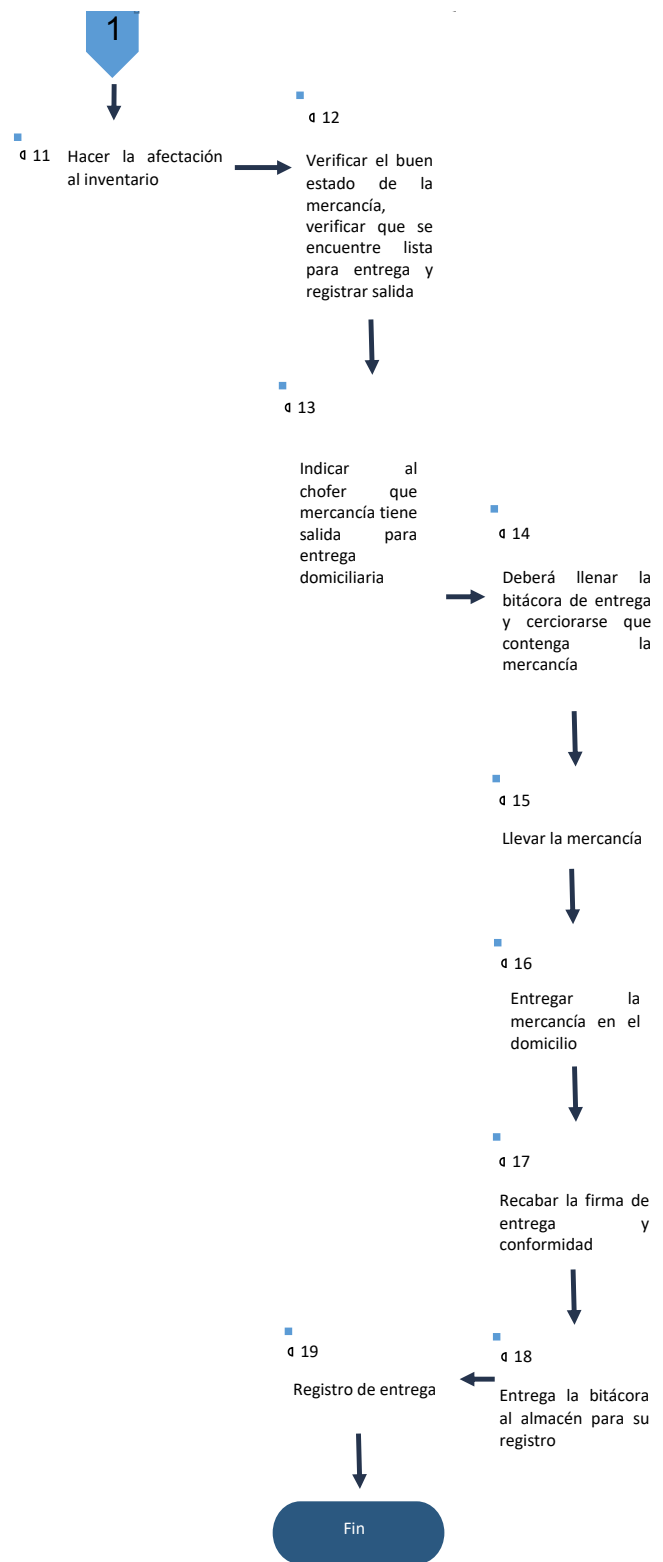 1
11 Hacer la afectación
al inventario
12
Verificar el buen
estado de la
mercancía,
verificar que se
encuentre lista
para entrega y
registrar salida
13
Indicar al
chofer que
mercancía tiene
salida para
entrega
domiciliaria
14
Deberá llenar la
bitácora de entrega
y cerciorarse que
contenga la
mercancía
15
Llevar la mercancía
16
Entregar la
mercancía en el
domicilio
17
Recabar la firma de
entrega y
conformidad
18
Entrega la bitácora
al almacén para su
registro
19
Registro de entrega
Fin